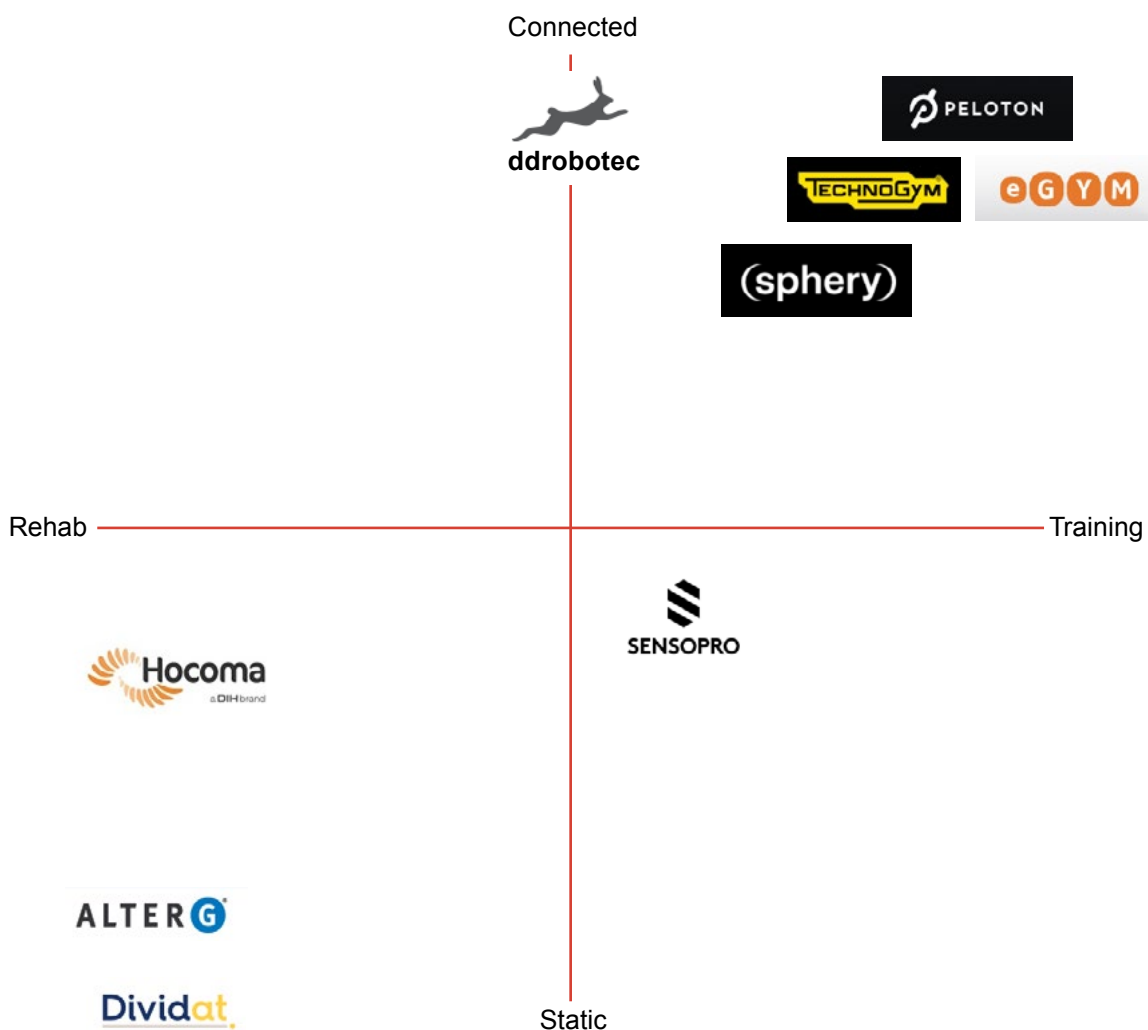 Connected
PELOTON
ddrobotec
TECHNOGYM
eGYM
(sphery)
Rehab
Training
SENSOPRO
Hocoma
a DIH brand
ALTERG
Dividat
Static